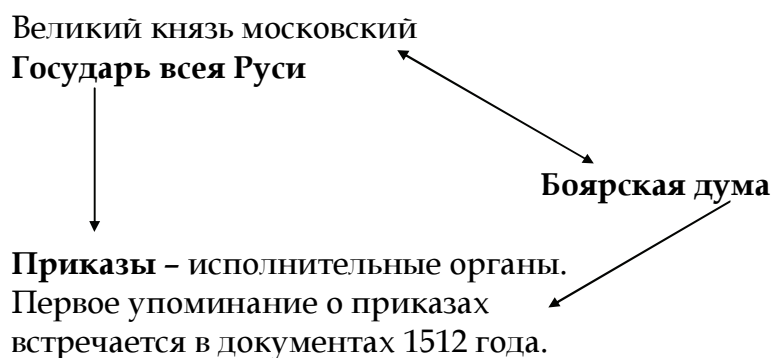 Великий князь московский
Государь всея Руси
Боярская дума
Приказы – исполнительные органы.
Первое упоминание о приказах
встречается в документах 1512 года.